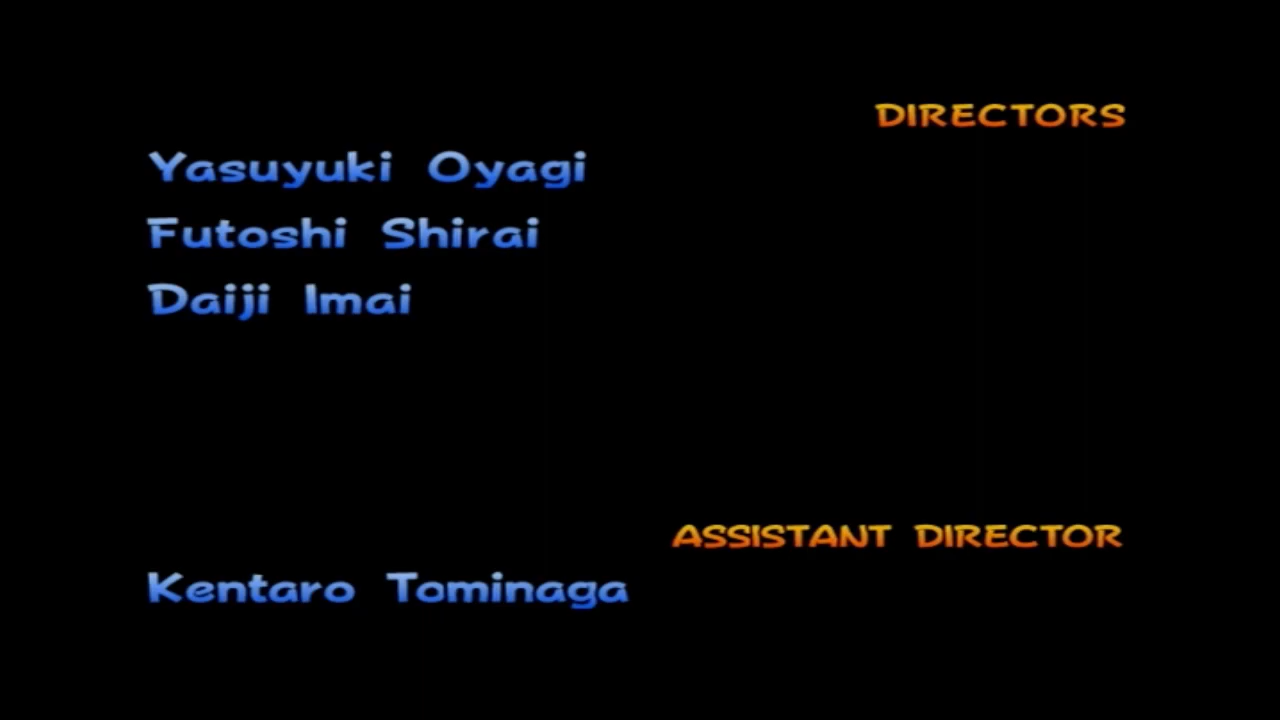 DIRECTORS
Yasuyuki Oyagi
Futoshi Shirai
Daiji Imai
ASSISTANT DIRECTOR
Kentaro Tominaga